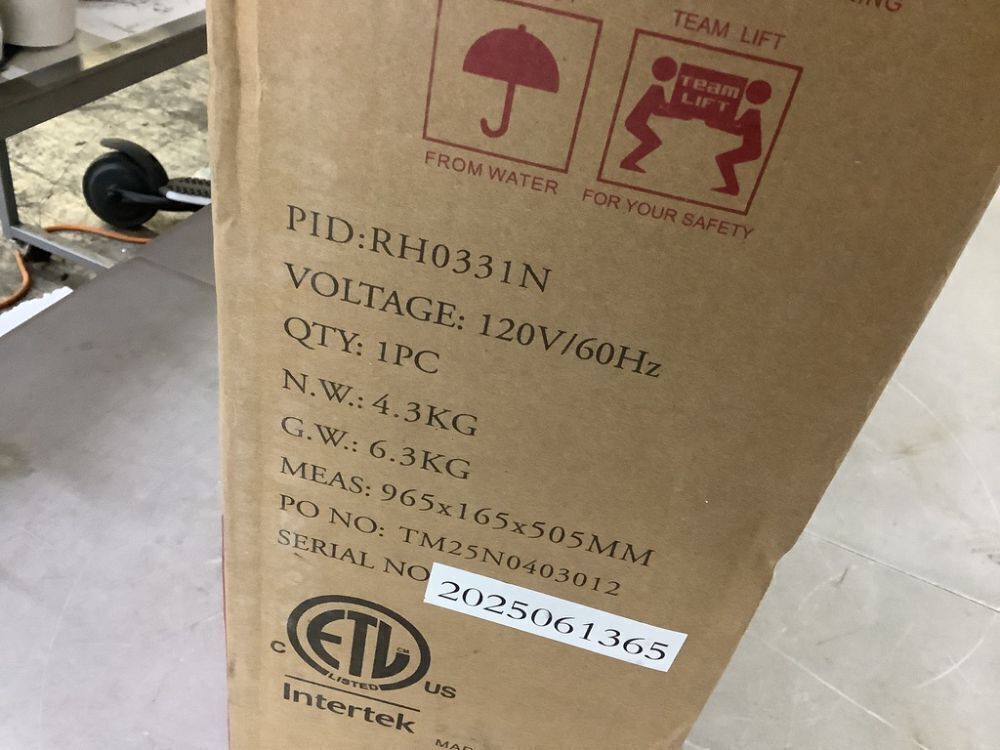 TEAM LIFT
Team
LIFT
FROM WATER
FOR YOUR SAFETY
PID:RH0331N
VOLTAGE: 120V/60Hz
QTY: 1PC
N.W.: 4.3KG
G.W.: 6.3KG
MEAS: 965x165x505MM
PO NO: TM25N0403012
SERIAL NO
2025061365
ETL CM
LISTED
C US
Intertek